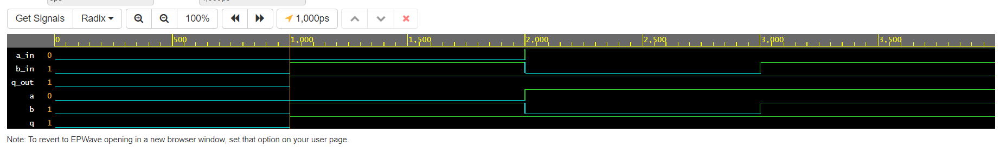 Get Signals Radix 100% 1,000ps
0 500 1,000 1,500 2,000 2,500 3,000 3,500
a_in 0
b_in 1
q_out 1
a 0
b 1
q 1
Note: To revert to EPWave opening in a new browser window, set that option on your user page.